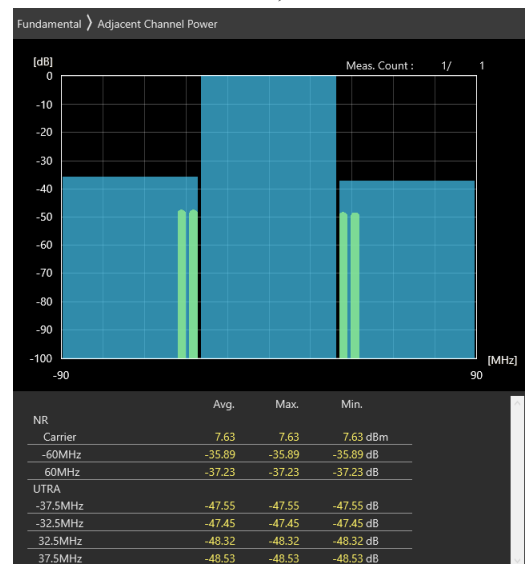 Fundamental 〉 Adjacent Channel Power
[dB]
Meas. Count : 1/ 1
0
-10
-20
-30
-40
-50
-60
-70
-80
-90
-100
[MHz]
-90 90
Avg. Max. Min.
NR
Carrier 7.63 7.63 7.63 dBm
-60MHz -35.89 -35.89 -35.89 dB
60MHz -37.23 -37.23 -37.23 dB
UTRA
-37.5MHz -47.55 -47.55 -47.55 dB
-32.5MHz -47.45 -47.45 -47.45 dB
32.5MHz -48.32 -48.32 -48.32 dB
37.5MHz -48.53 -48.53 -48.53 dB